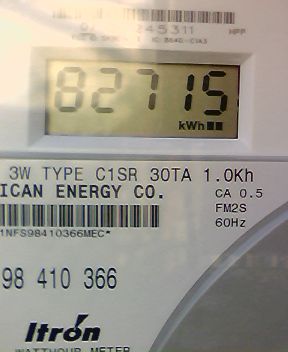 245311
82715
kWh
3W TYPE C1SR 30TA 1.0Kh
ICAN ENERGY CO.
CA 0.5
FM2S
60Hz
1NFS98410366MEC*
98 410 366
Itron
WATTHOUR METER